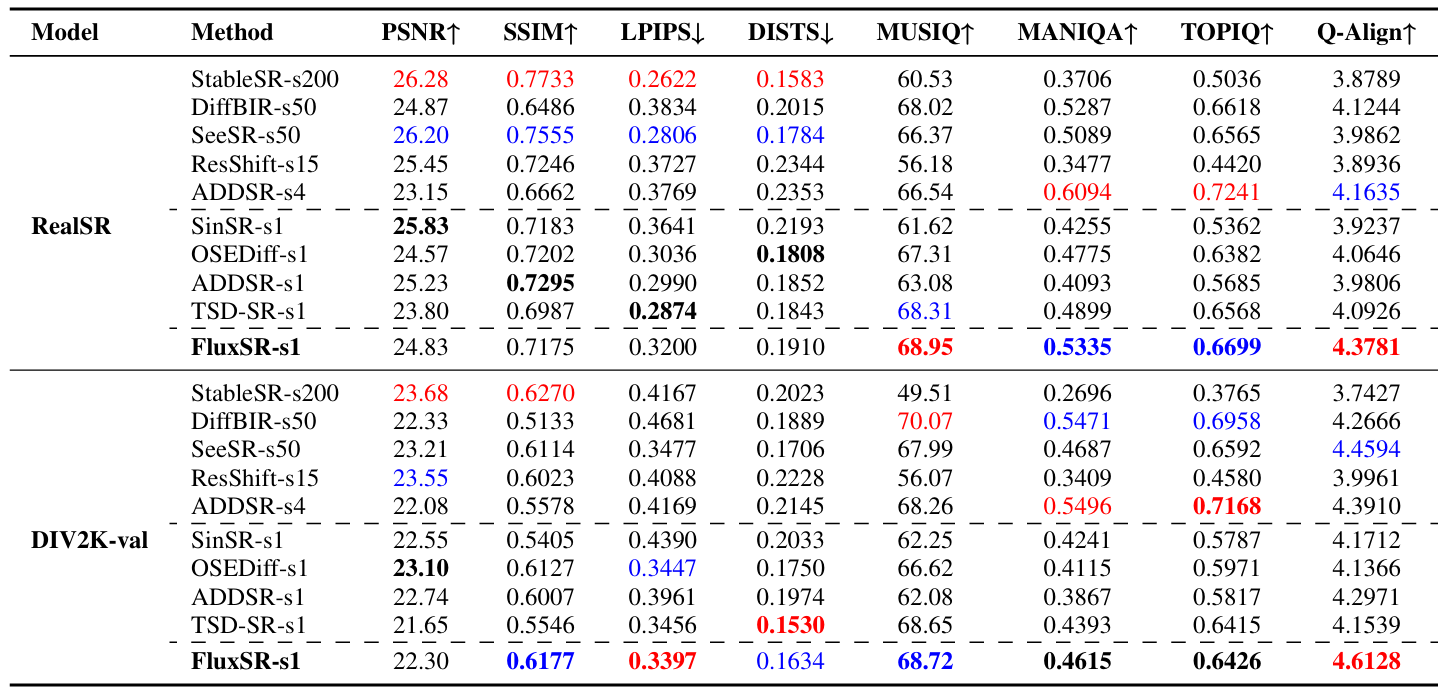 Model Method PSNR↑ SSIM↑ LPIPS↓ DISTS↓ MUSIQ↑ MANIQA↑ TOPIQ↑ Q-Align↑
StableSR-s200 26.28 0.7733 0.2622 0.1583 60.53 0.3706 0.5036 3.8789
DiffBIR-s50 24.87 0.6486 0.3834 0.2015 68.02 0.5287 0.6618 4.1244
SeeSR-s50 26.20 0.7555 0.2806 0.1784 66.37 0.5089 0.6565 3.9862
ResShift-s15 25.45 0.7246 0.3727 0.2344 56.18 0.3477 0.4420 3.8936
ADDSR-s4 23.15 0.6662 0.3769 0.2353 66.54 0.6094 0.7241 4.1635
RealSR SinSR-s1 25.83 0.7183 0.3641 0.2193 61.62 0.4255 0.5362 3.9237
OSEDiff-s1 24.57 0.7202 0.3036 0.1808 67.31 0.4775 0.6382 4.0646
ADDSR-s1 25.23 0.7295 0.2990 0.1852 63.08 0.4093 0.5685 3.9806
TSD-SR-s1 23.80 0.6987 0.2874 0.1843 68.31 0.4899 0.6568 4.0926
FluxSR-s1 24.83 0.7175 0.3200 0.1910 68.95 0.5335 0.6699 4.3781
StableSR-s200 23.68 0.6270 0.4167 0.2023 49.51 0.2696 0.3765 3.7427
DiffBIR-s50 22.33 0.5133 0.4681 0.1889 70.07 0.5471 0.6958 4.2666
SeeSR-s50 23.21 0.6114 0.3477 0.1706 67.99 0.4687 0.6592 4.4594
ResShift-s15 23.55 0.6023 0.4088 0.2228 56.07 0.3409 0.4580 3.9961
ADDSR-s4 22.08 0.5578 0.4169 0.2145 68.26 0.5496 0.7168 4.3910
DIV2K-val SinSR-s1 22.55 0.5405 0.4390 0.2033 62.25 0.4241 0.5787 4.1712
OSEDiff-s1 23.10 0.6127 0.3447 0.1750 66.62 0.4115 0.5971 4.1366
ADDSR-s1 22.74 0.6007 0.3961 0.1974 62.08 0.3867 0.5817 4.2971
TSD-SR-s1 21.65 0.5546 0.3456 0.1530 68.65 0.4393 0.6415 4.1539
FluxSR-s1 22.30 0.6177 0.3397 0.1634 68.72 0.4615 0.6426 4.6128